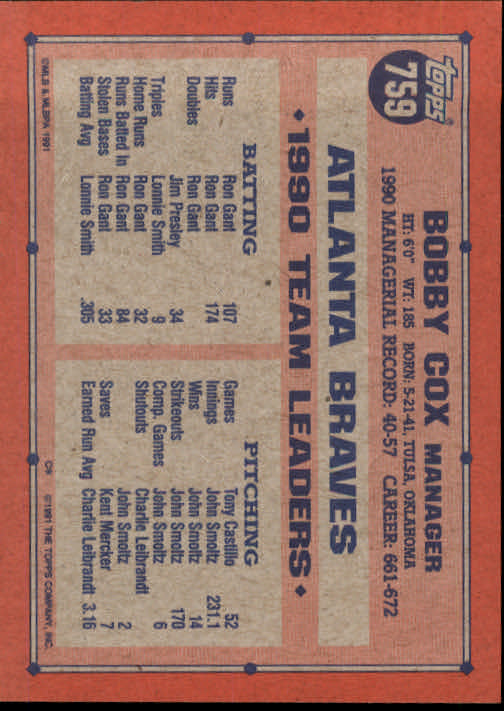 TOPPS
759
BOBBY COX MANAGER
HT: 6'0" WT: 185 BORN: 5-21-41, TULSA, OKLAHOMA
1990 MANAGERIAL RECORD: 40-57 CAREER: 661-672
ATLANTA BRAVES
• 1990 TEAM LEADERS •
BATTING
Runs Ron Gant 107
Hits Ron Gant 174
Doubles Ron Gant
Jim Presley 34
Triples Lonnie Smith 9
Home Runs Ron Gant 32
Runs Batted In Ron Gant 84
Stolen Bases Ron Gant 33
Batting Avg Lonnie Smith .305
PITCHING
Games Tony Castillo 52
Innings John Smoltz 231.1
Wins John Smoltz 14
Strikeouts John Smoltz 170
Comp. Games John Smoltz 6
Shutouts Charlie Leibrandt
John Smoltz 2
Saves Kent Mercker 7
Earned Run Avg Charlie Leibrandt 3.16
©MLB & MLBPA 1991
©1991 THE TOPPS COMPANY, INC.